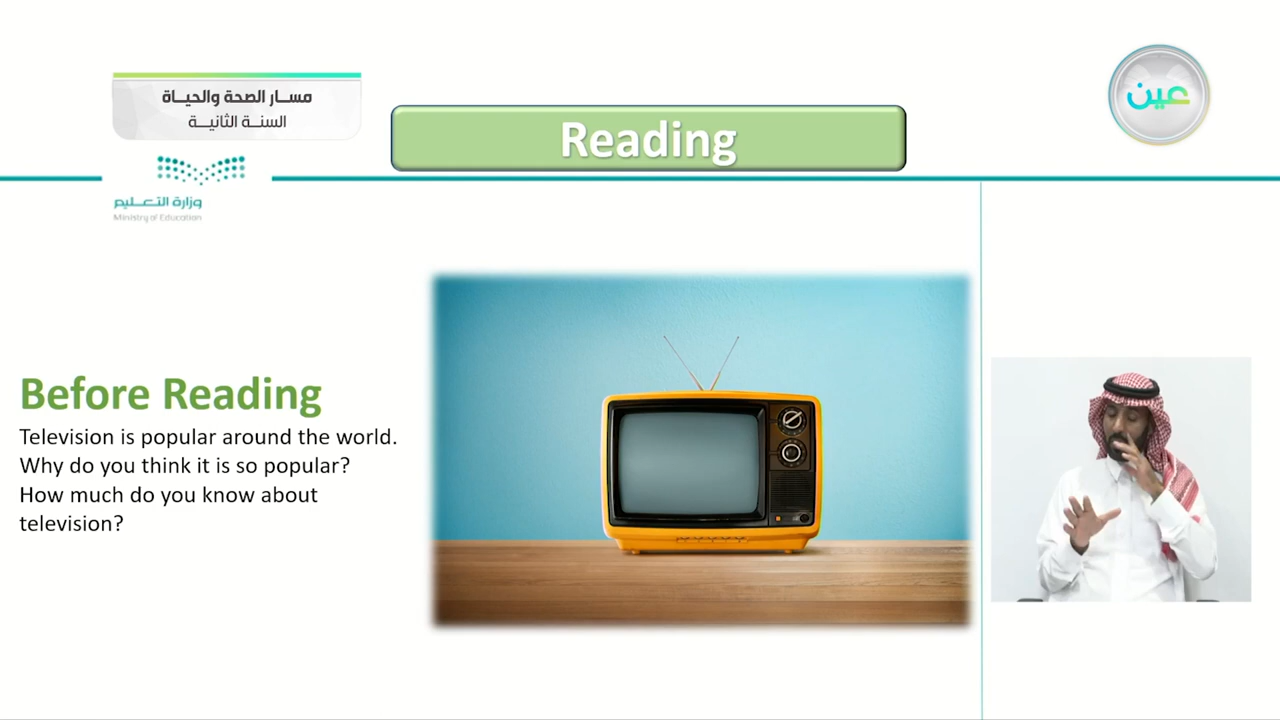 مسار الصحة والحياة
السنة الثانية
عين
Reading
وزارة التعليم
Ministry of Education
Before Reading
Television is popular around the world.
Why do you think it is so popular?
How much do you know about
television?